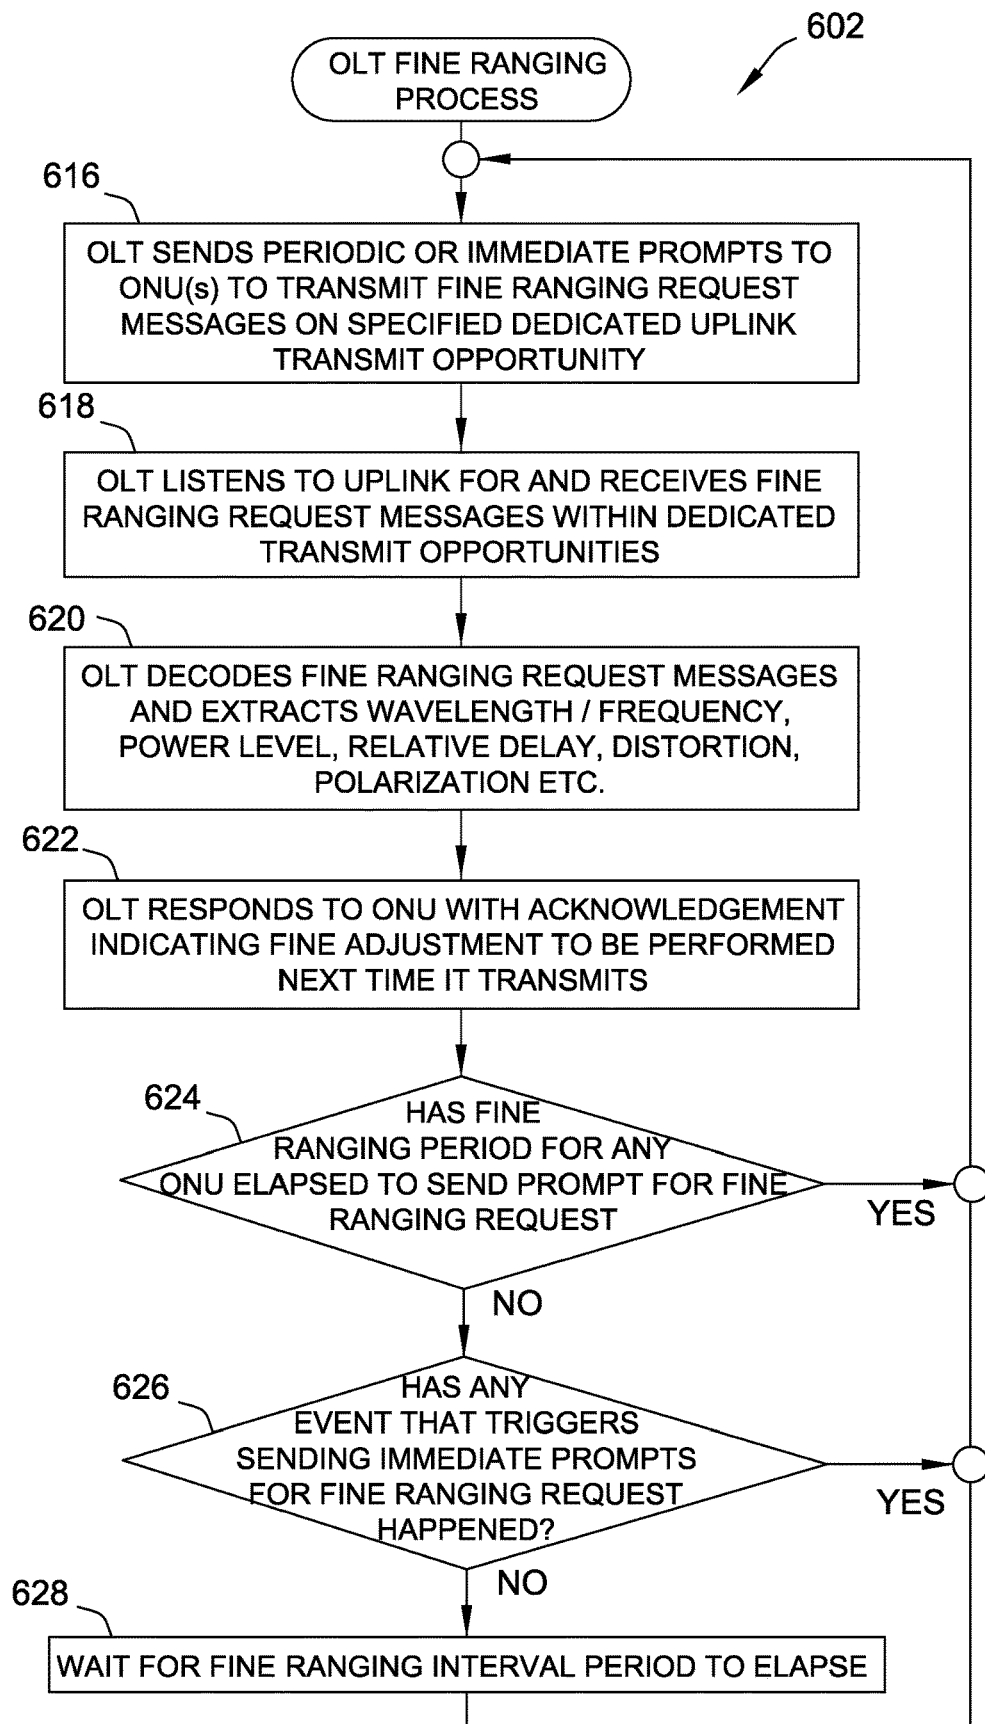 602
OLT FINE RANGING
PROCESS
616
OLT SENDS PERIODIC OR IMMEDIATE PROMPTS TO
ONU(s) TO TRANSMIT FINE RANGING REQUEST
MESSAGES ON SPECIFIED DEDICATED UPLINK
TRANSMIT OPPORTUNITY
618
OLT LISTENS TO UPLINK FOR AND RECEIVES FINE
RANGING REQUEST MESSAGES WITHIN DEDICATED
TRANSMIT OPPORTUNITIES
620
OLT DECODES FINE RANGING REQUEST MESSAGES
AND EXTRACTS WAVELENGTH / FREQUENCY,
POWER LEVEL, RELATIVE DELAY, DISTORTION,
POLARIZATION ETC.
622
OLT RESPONDS TO ONU WITH ACKNOWLEDGEMENT
INDICATING FINE ADJUSTMENT TO BE PERFORMED
NEXT TIME IT TRANSMITS
624
HAS FINE
RANGING PERIOD FOR ANY
ONU ELAPSED TO SEND PROMPT FOR FINE
RANGING REQUEST
YES
NO
626
HAS ANY
EVENT THAT TRIGGERS
SENDING IMMEDIATE PROMPTS
FOR FINE RANGING REQUEST
HAPPENED?
YES
NO
628
WAIT FOR FINE RANGING INTERVAL PERIOD TO ELAPSE